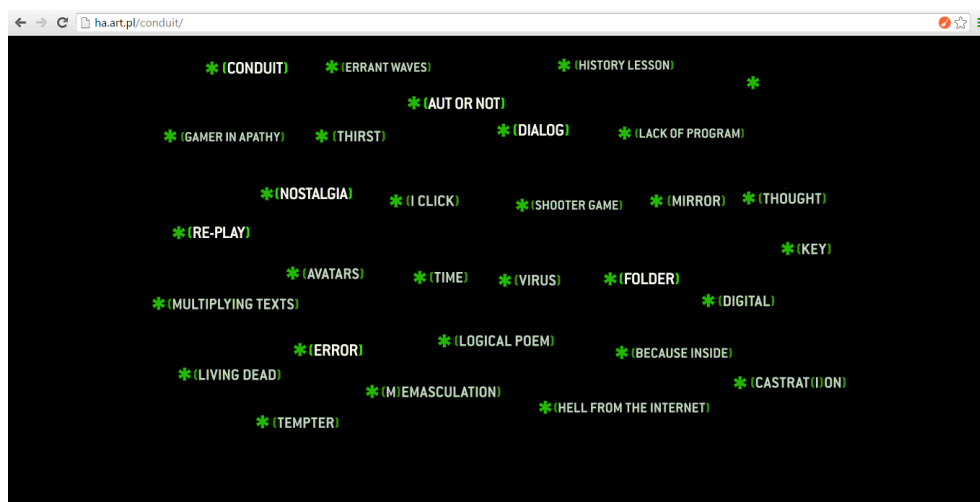 ha.art.pl/conduit/
* (CONDUIT)
* (ERRANT WAVES)
* (HISTORY LESSON)
*
* (AUT OR NOT)
* (GAMER IN APATHY)
* (THIRST)
* (DIALOG)
* (LACK OF PROGRAM)
* (NOSTALGIA)
* (I CLICK)
* (SHOOTER GAME)
* (MIRROR)
* (THOUGHT)
* (RE-PLAY)
* (KEY)
* (AVATARS)
* (TIME)
* (VIRUS)
* (FOLDER)
* (MULTIPLYING TEXTS)
* (DIGITAL)
* (ERROR)
* (LOGICAL POEM)
* (BECAUSE INSIDE)
* (LIVING DEAD)
* (M)EMASCULATION)
* (CASTRAT(I)ON)
* (HELL FROM THE INTERNET)
* (TEMPTER)